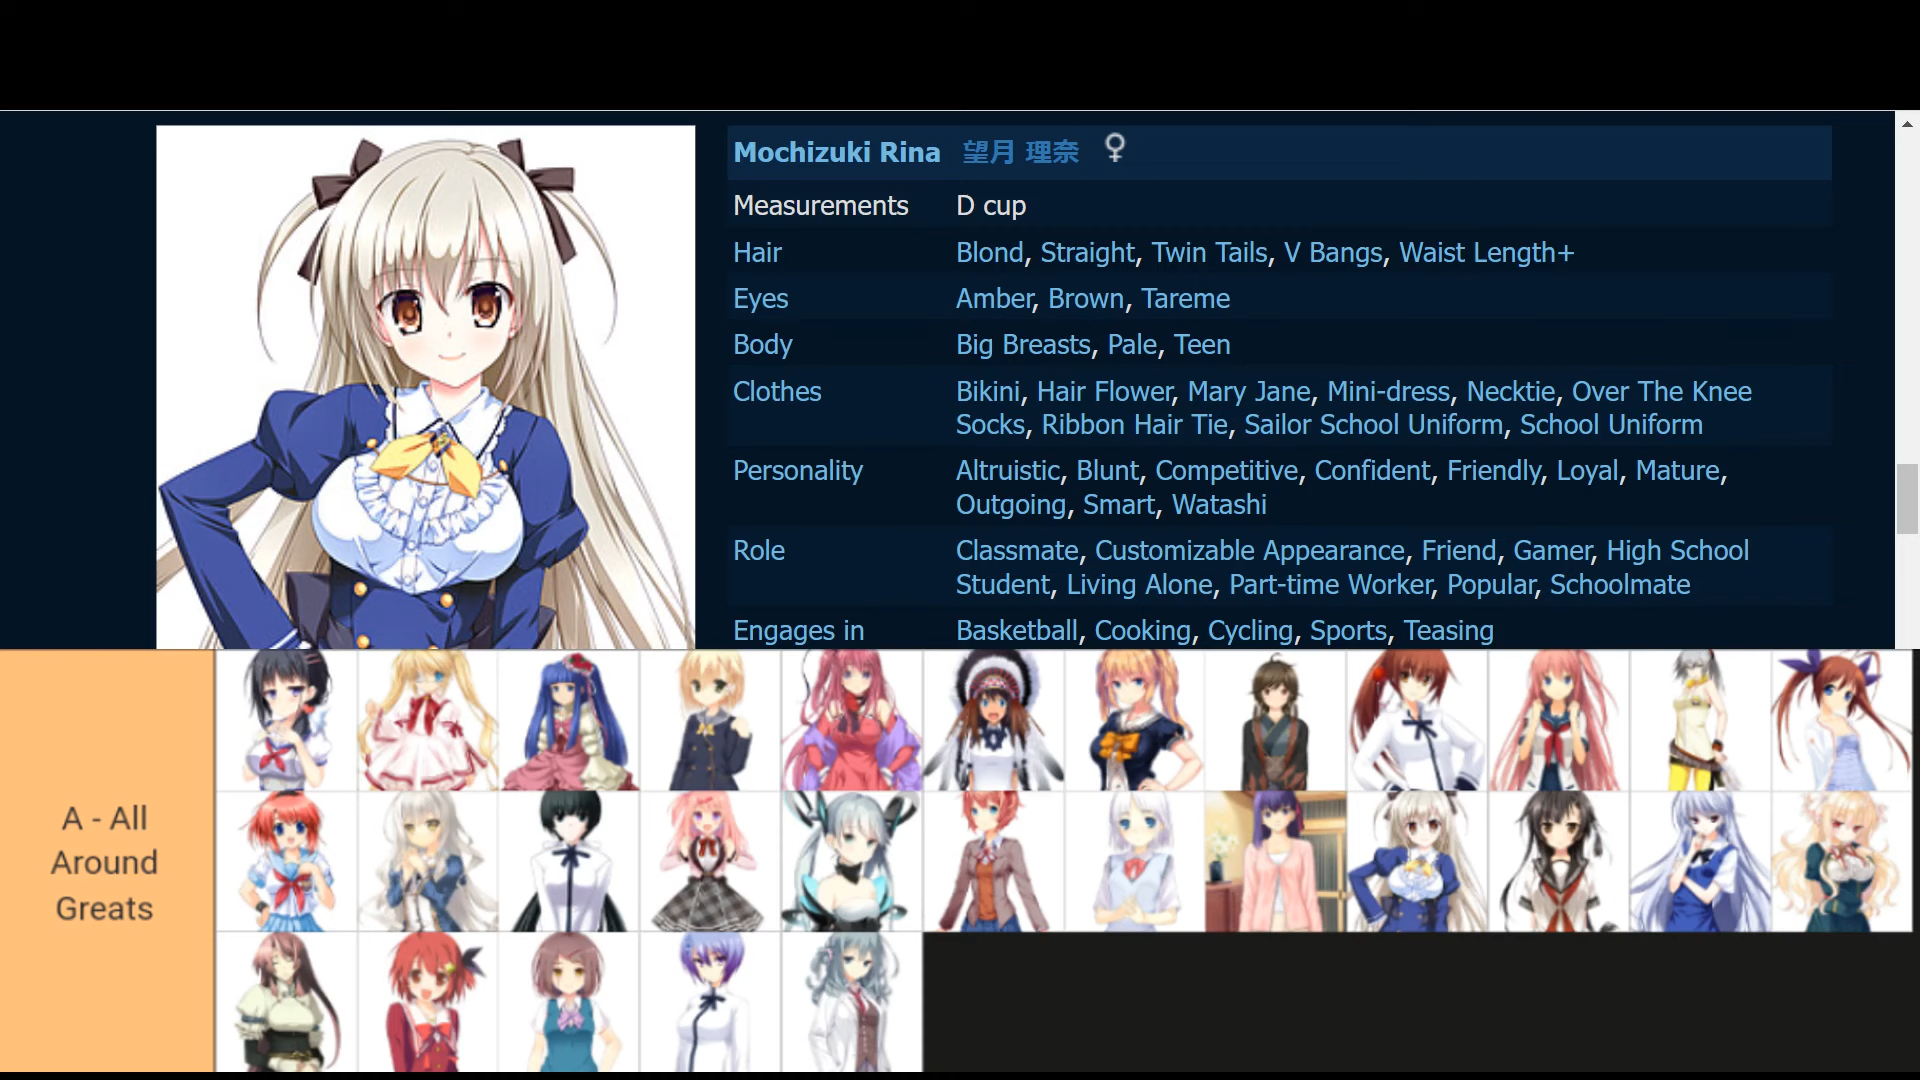 Mochizuki Rina 望月 理奈 ♀
Measurements D cup
Hair Blond, Straight, Twin Tails, V Bangs, Waist Length+
Eyes Amber, Brown, Tareme
Body Big Breasts, Pale, Teen
Clothes Bikini, Hair Flower, Mary Jane, Mini-dress, Necktie, Over The Knee
Socks, Ribbon Hair Tie, Sailor School Uniform, School Uniform
Personality Altruistic, Blunt, Competitive, Confident, Friendly, Loyal, Mature,
Outgoing, Smart, Watashi
Role Classmate, Customizable Appearance, Friend, Gamer, High School
Student, Living Alone, Part-time Worker, Popular, Schoolmate
Engages in Basketball, Cooking, Cycling, Sports, Teasing
A - All
Around
Greats